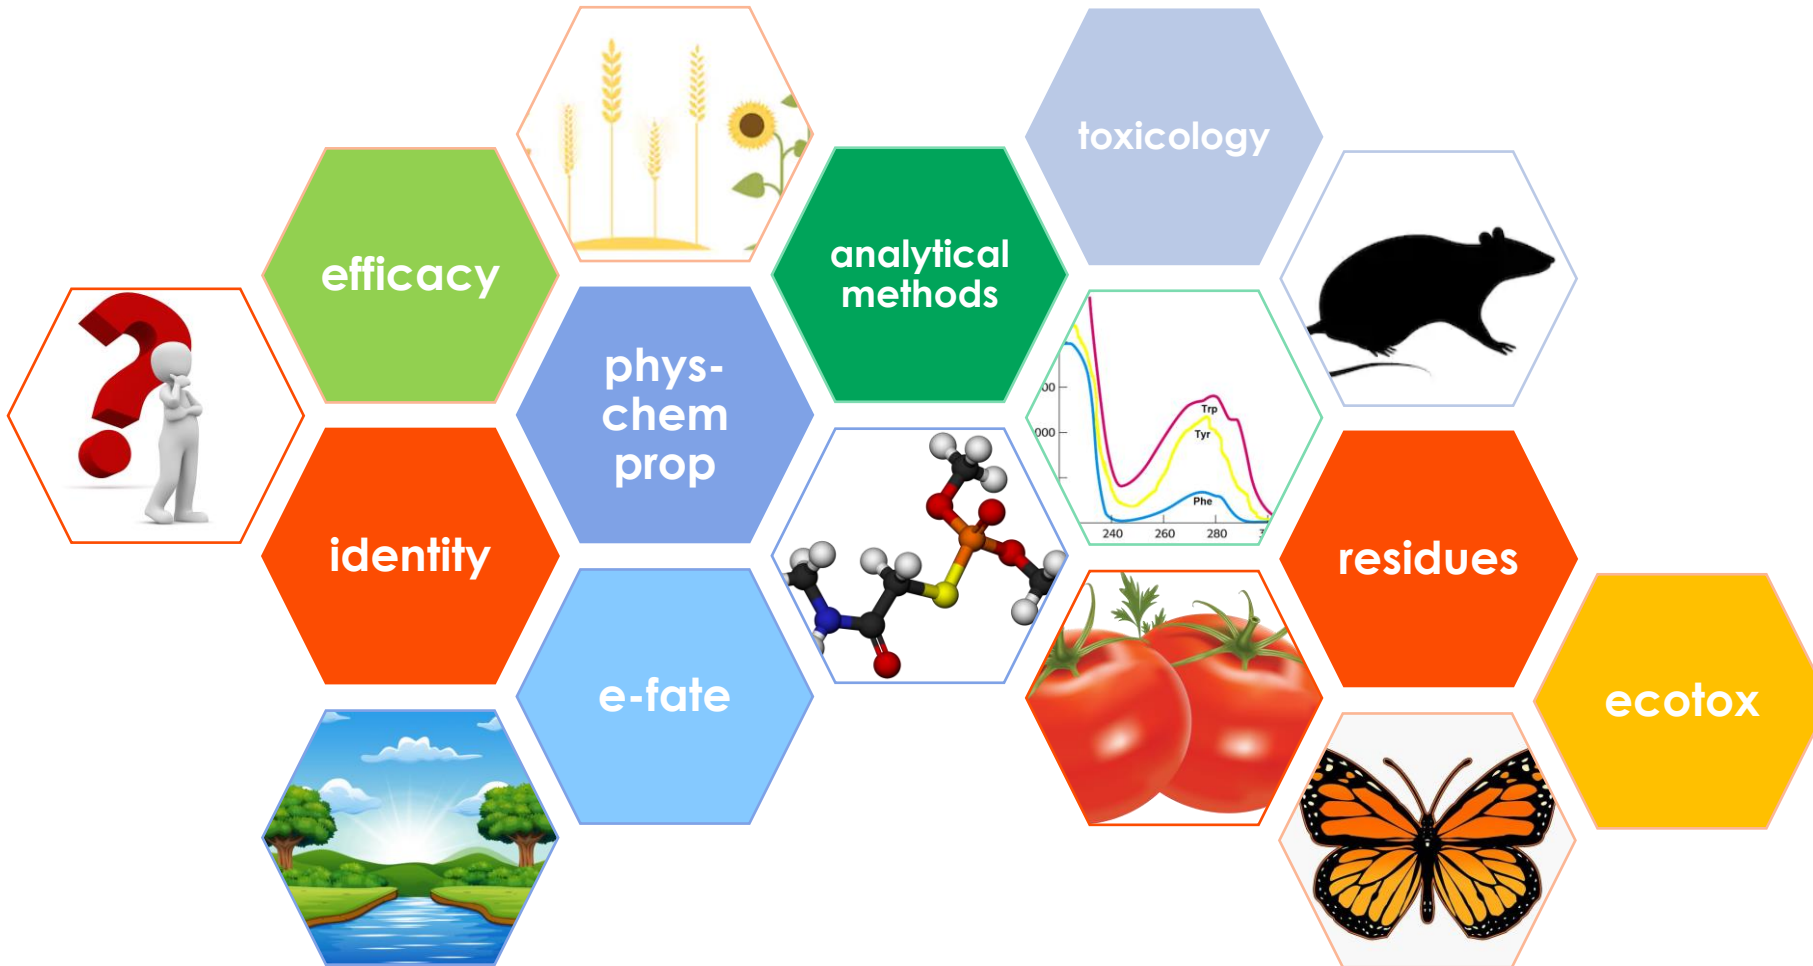 toxicology
efficacy
analytical
methods
phys-
chem
prop
Trp
Tyr
Phe
240
260
280
identity
residues
e-fate
ecotox